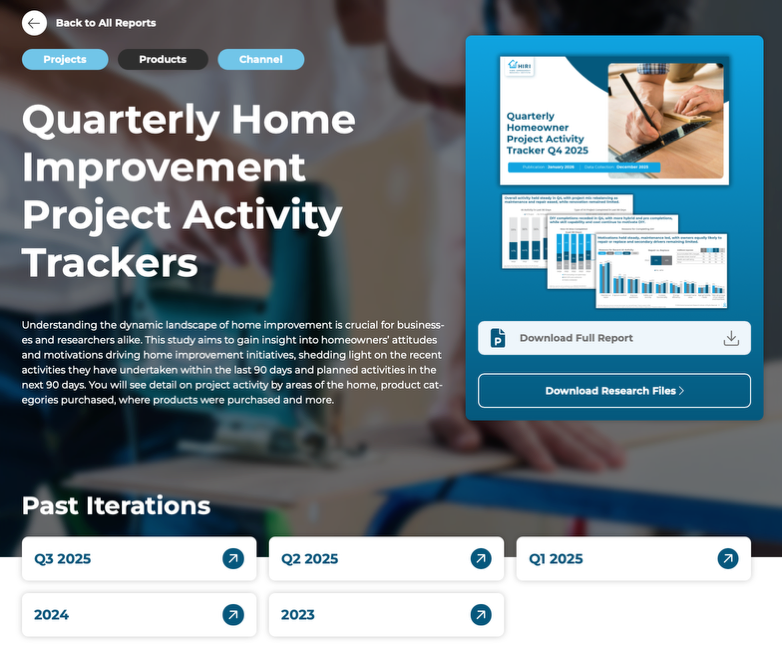 Back to All Reports
Projects
Products
Channel
Quarterly Home
Improvement
Project Activity
Trackers
Understanding the dynamic landscape of home improvement is crucial for business-
es and researchers alike. This study aims to gain insight into homeowners' attitudes
and motivations driving home improvement initiatives, shedding light on the recent
activities they have undertaken within the last 90 days and planned activities in the
next 90 days. You will see detail on project activity by areas of the home, product cat-
egories purchased, where products were purchased and more.
HIRI
Quarterly
Homeowner
Project Activity
Tracker Q4 2025
Publication: January 2026 Data Collection: December 2025
Download Full Report
Download Research Files
Past Iterations
Q3 2025
Q2 2025
Q1 2025
2024
2023